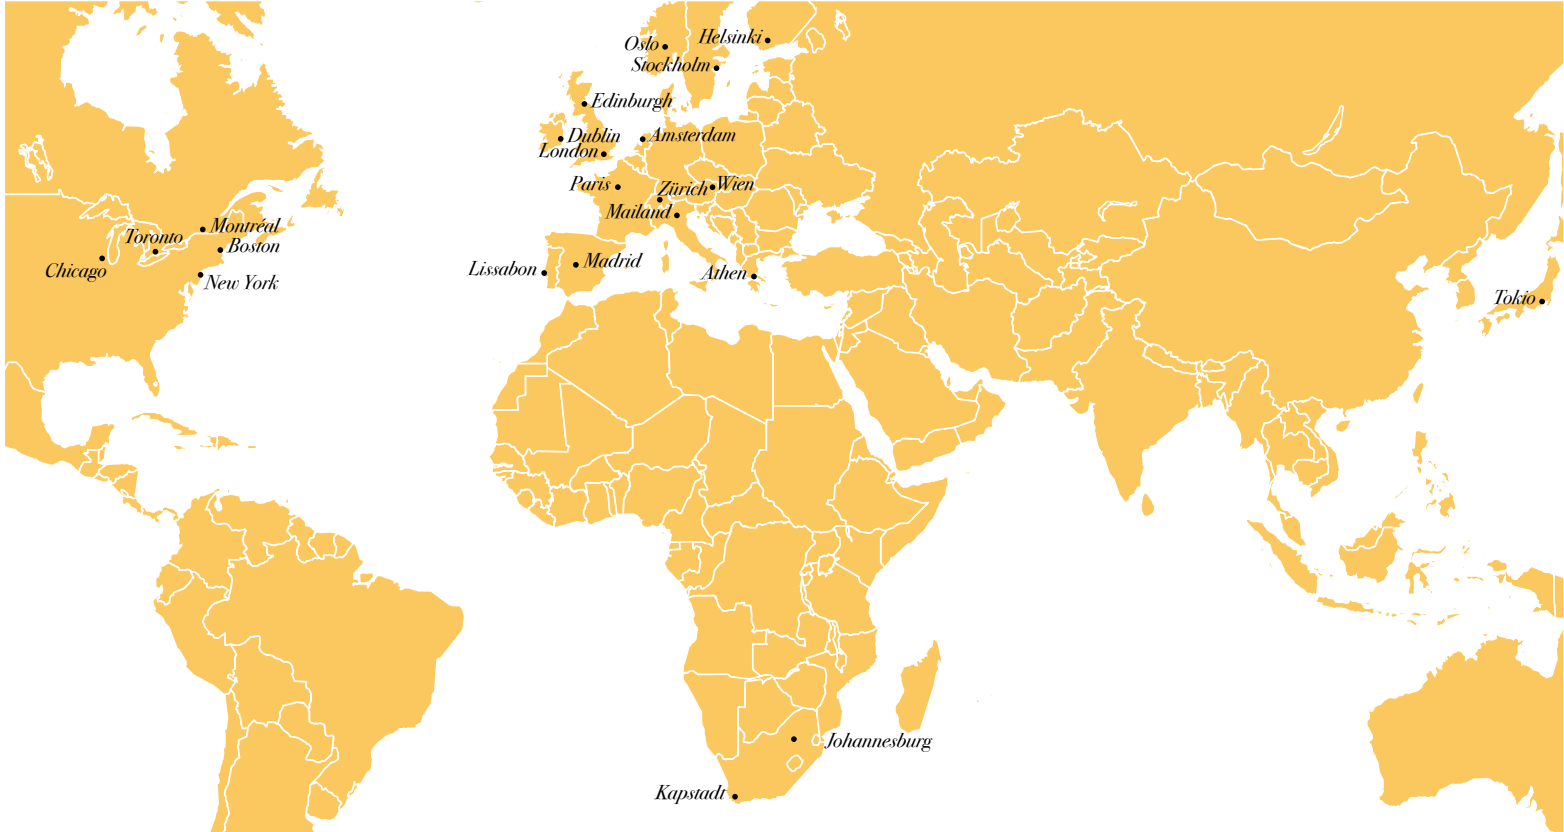 Oslo
Helsinki
Stockholm
Edinburgh
Dublin
Amsterdam
London
Paris
Zürich
Wien
Mailand
Montréal
Toronto
Boston
Chicago
New York
Lissabon
Madrid
Athen
Tokio
Johannesburg
Kapstadt